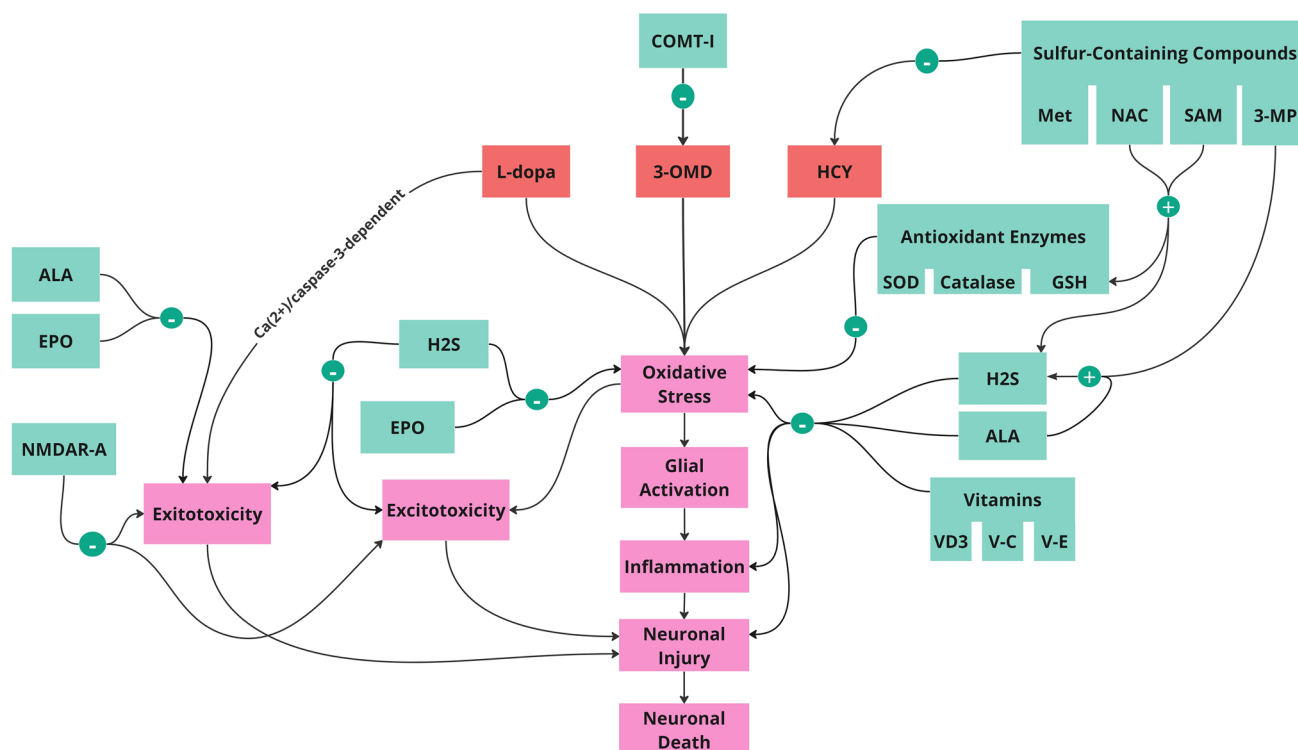 COMT-I
-
Sulfur-Containing Compounds
Met
NAC
SAM
3-MP
-
L-dopa
3-OMD
HCY
Ca(2+)/caspase-3-dependent
+
Antioxidant Enzymes
SOD
Catalase
GSH
-
ALA
EPO
-
H2S
-
EPO
-
Oxidative
Stress
H2S
+
ALA
-
NMDAR-A
-
Exitotoxicity
Excitotoxicity
Glial
Activation
Vitamins
VD3
V-C
V-E
Inflammation
Neuronal
Injury
Neuronal
Death